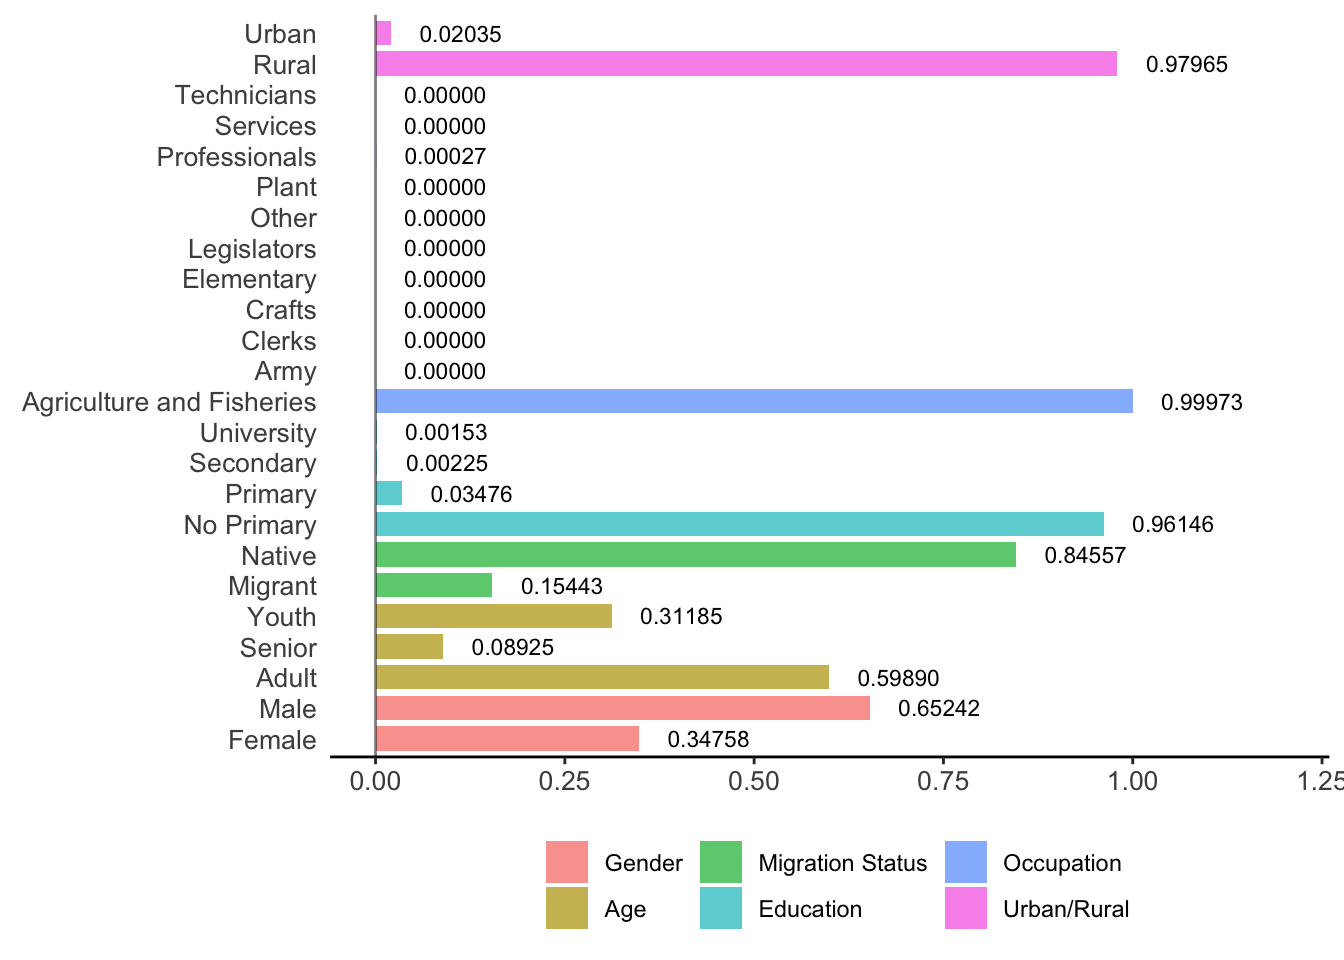 Urban 0.02035
Rural 0.97965
Technicians 0.00000
Services 0.00000
Professionals 0.00027
Plant 0.00000
Other 0.00000
Legislators 0.00000
Elementary 0.00000
Crafts 0.00000
Clerks 0.00000
Army 0.00000
Agriculture and Fisheries 0.99973
University 0.00153
Secondary 0.00225
Primary 0.03476
No Primary 0.96146
Native 0.84557
Migrant 0.15443
Youth 0.31185
Senior 0.08925
Adult 0.59890
Male 0.65242
Female 0.34758
0.00 0.25 0.50 0.75 1.00 1.25
Gender Migration Status Occupation
Age Education Urban/Rural